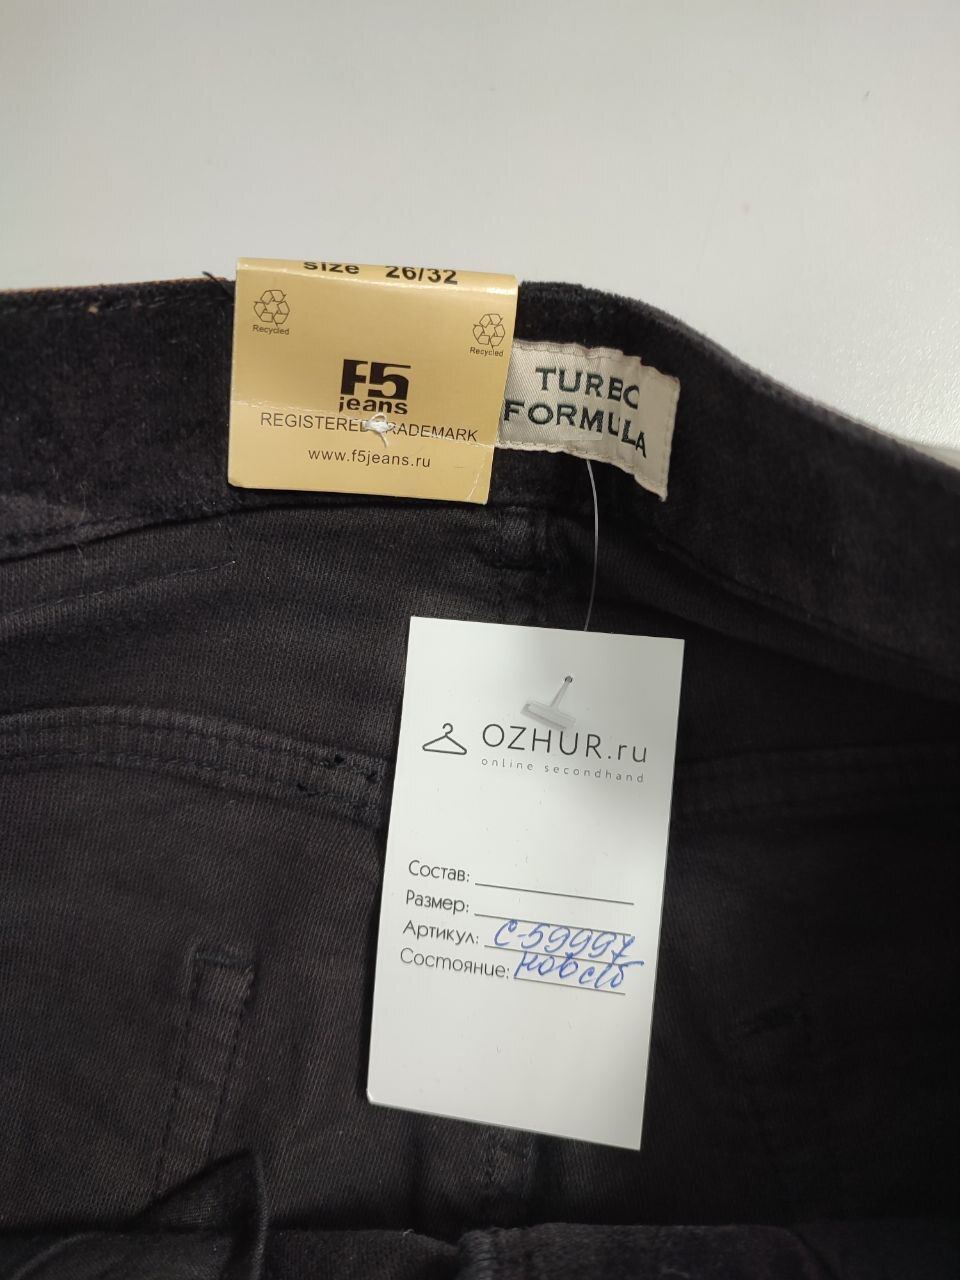 size 26/32
Recycled
Recycled
F5
jeans
REGISTERED TRADEMARK
www.f5jeans.ru
TURBO
FORMULA
OZHUR.ru
online secondhand
Состав:
Размер:
Артикул: С-59997
Состояние: